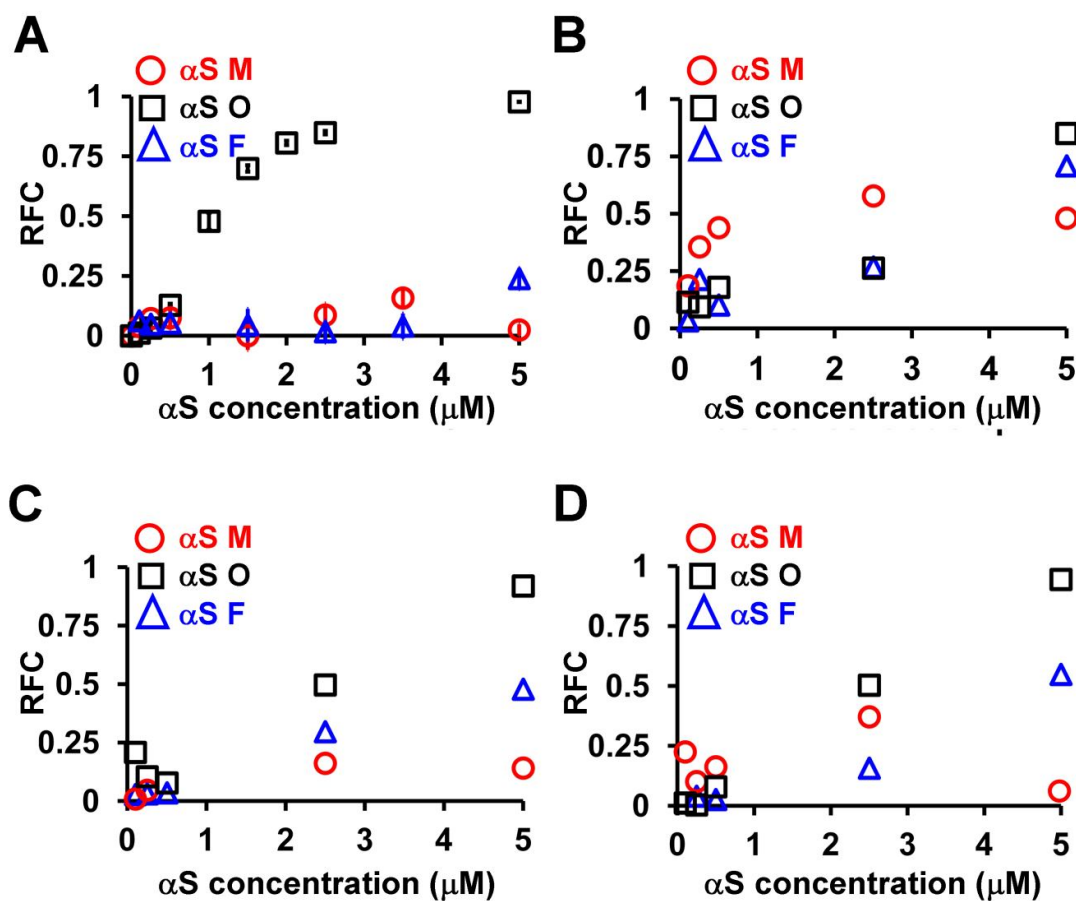 A
αS M
αS O
αS F
1
0.75
0.5
0.25
0
RFC
0 1 2 3 4 5
αS concentration (μM)
B
αS M
αS O
αS F
1
0.75
0.5
0.25
0
RFC
0 1 2 3 4 5
αS concentration (μM)
C
αS M
αS O
αS F
1
0.75
0.5
0.25
0
RFC
0 1 2 3 4 5
αS concentration (μM)
D
αS M
αS O
αS F
1
0.75
0.5
0.25
0
RFC
0 1 2 3 4 5
αS concentration (μM)